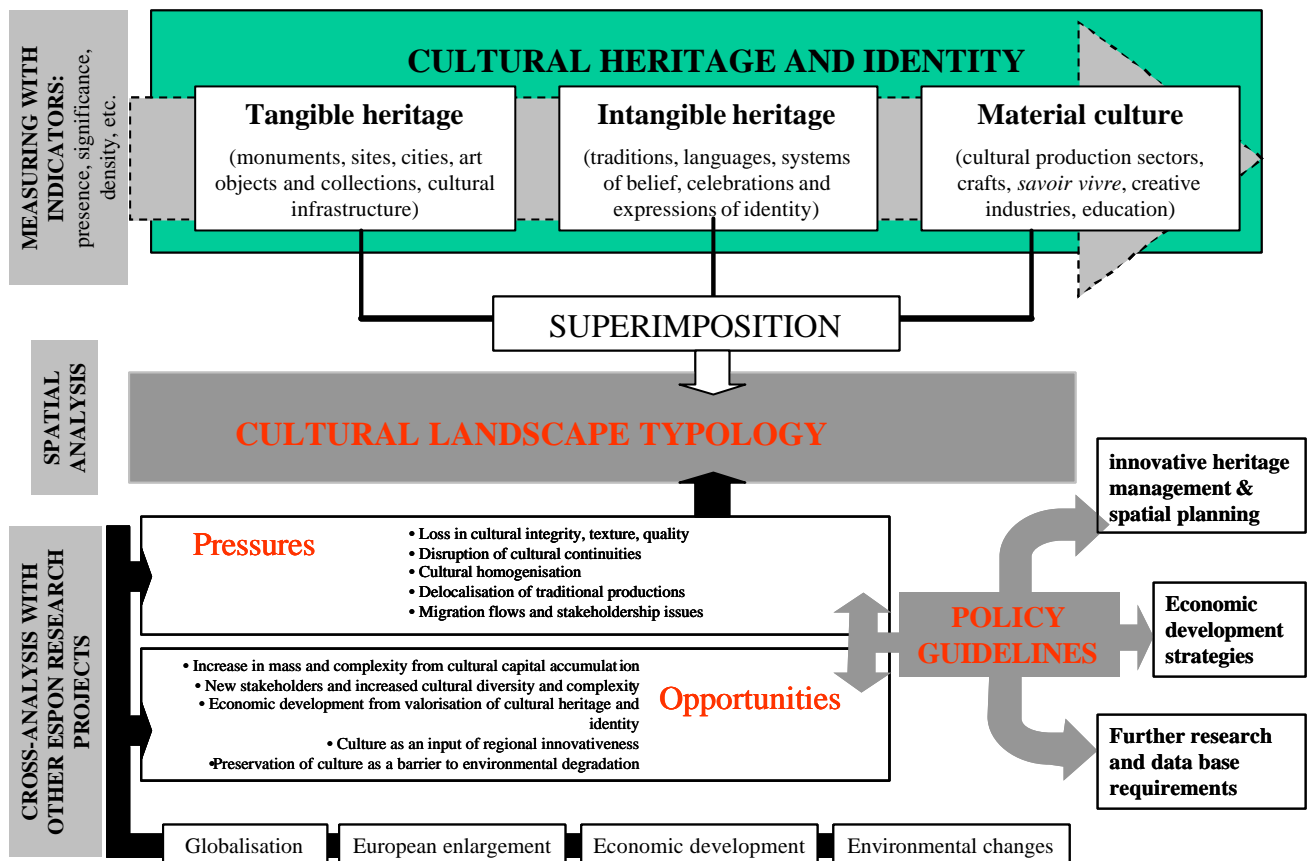 MEASURING WITH
INDICATORS:
presence, significance,
density, etc.
CULTURAL HERITAGE AND IDENTITY
Tangible heritage
(monuments, sites, cities, art
objects and collections, cultural
infrastructure)
Intangible heritage
(traditions, languages, systems
of belief, celebrations and
expressions of identity)
Material culture
(cultural production sectors,
crafts, savoir vivre, creative
industries, education)
SUPERIMPOSITION
SPATIAL
ANALYSIS
CULTURAL LANDSCAPE TYPOLOGY
CROSS-ANALYSIS WITH
OTHER ESPON RESEARCH
PROJECTS
Pressures
• Loss in cultural integrity, texture, quality
• Disruption of cultural continuities
• Cultural homogenisation
• Delocalisation of traditional productions
• Migration flows and stakeholdership issues
• Increase in mass and complexity from cultural capital accumulation
• New stakeholders and increased cultural diversity and complexity
• Economic development from valorisation of cultural heritage and
identity
• Culture as an input of regional innovativeness
•Preservation of culture as a barrier to environmental degradation
Opportunities
POLICY
GUIDELINES
innovative heritage
management &
spatial planning
Economic
development
strategies
Further research
and data base
requirements
Globalisation
European enlargement
Economic development
Environmental changes